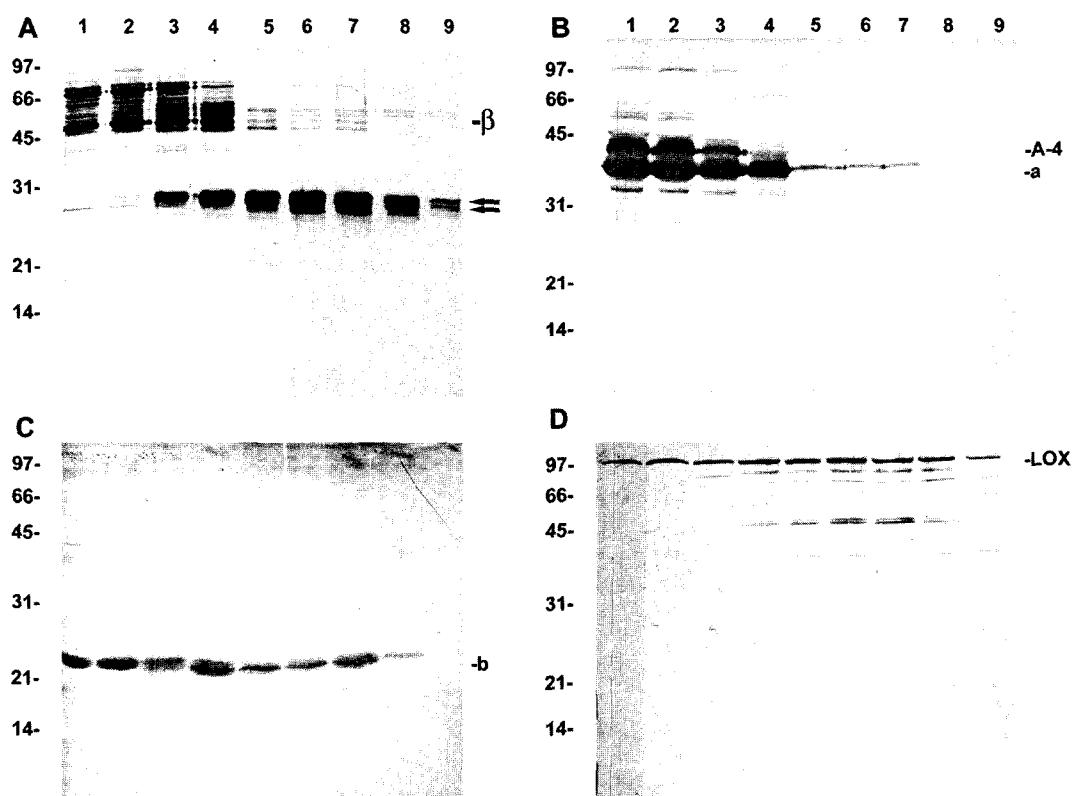 A 1 2 3 4 5 6 7 8 9
97-
66-
45-
31-
21-
14-
-β
B 1 2 3 4 5 6 7 8 9
97-
66-
45-
31-
21-
14-
-A-4
-a
C
97-
66-
45-
31-
21-
14-
-b
D
97-
66-
45-
31-
21-
14-
-LOX